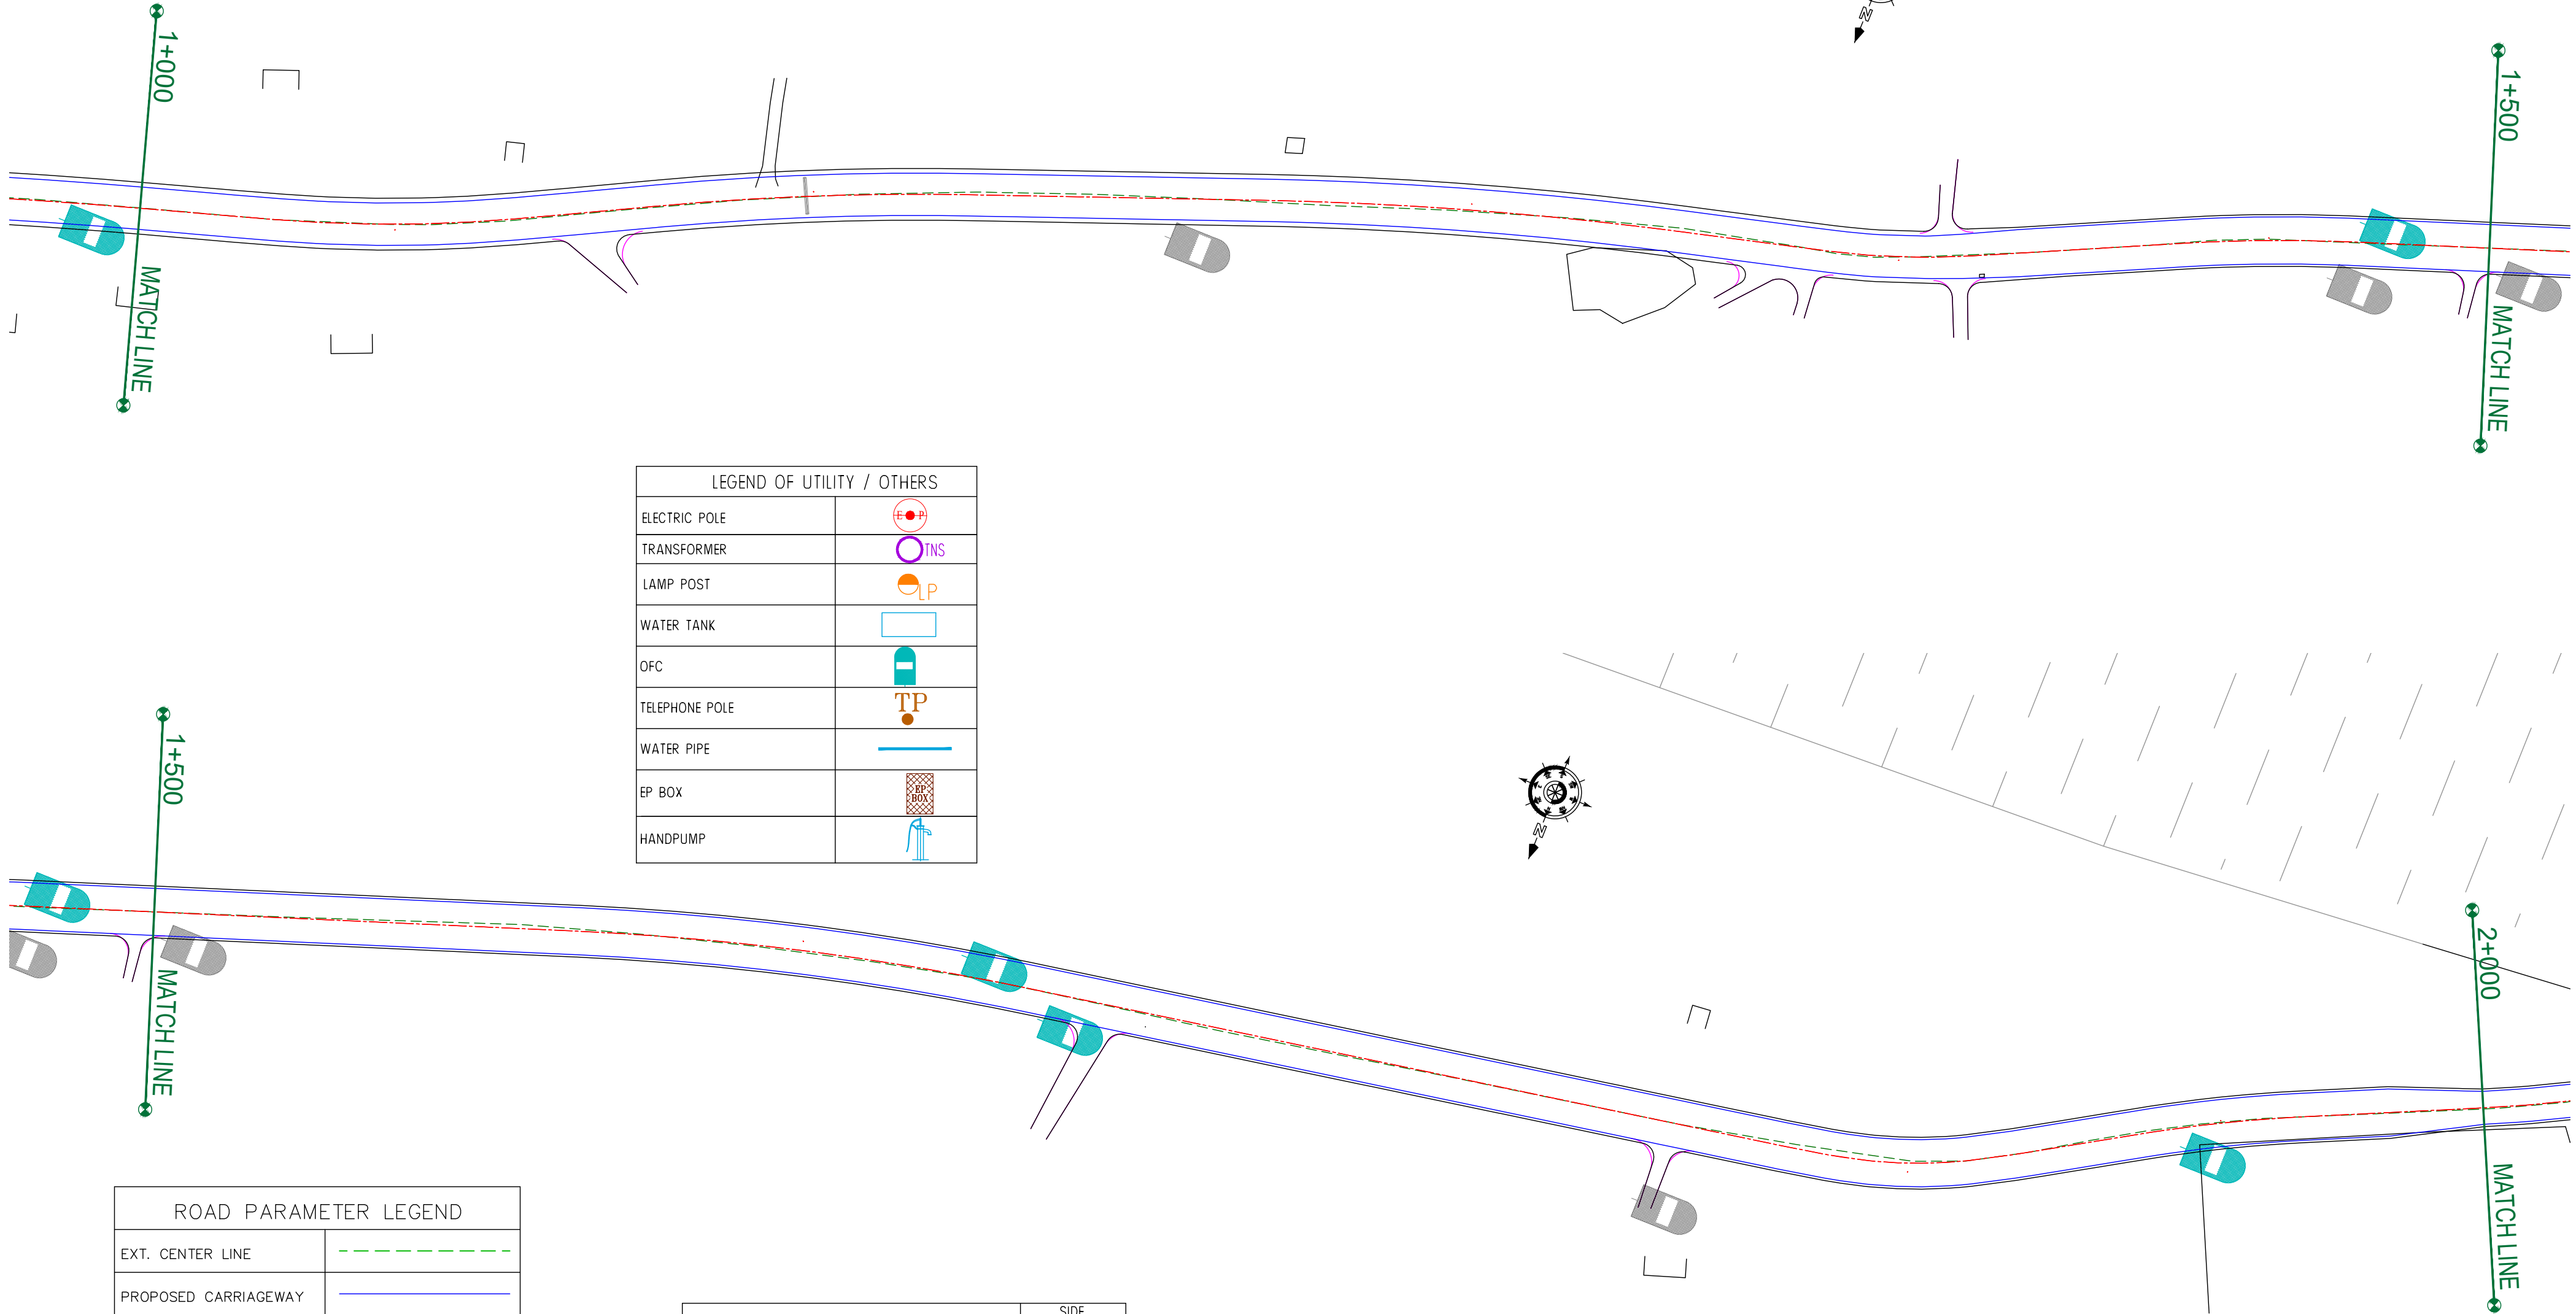 N
1+000
MATCH LINE
1+500
MATCH LINE
LEGEND OF UTILITY / OTHERS
ELECTRIC POLE
E P
TRANSFORMER
TNS
LAMP POST
LP
WATER TANK
OFC
TELEPHONE POLE
TP
WATER PIPE
EP BOX
EP
BOX
HANDPUMP
1+500
MATCH LINE
N
2+000
MATCH LINE
ROAD PARAMETER LEGEND
EXT. CENTER LINE
PROPOSED CARRIAGEWAY
SIDE